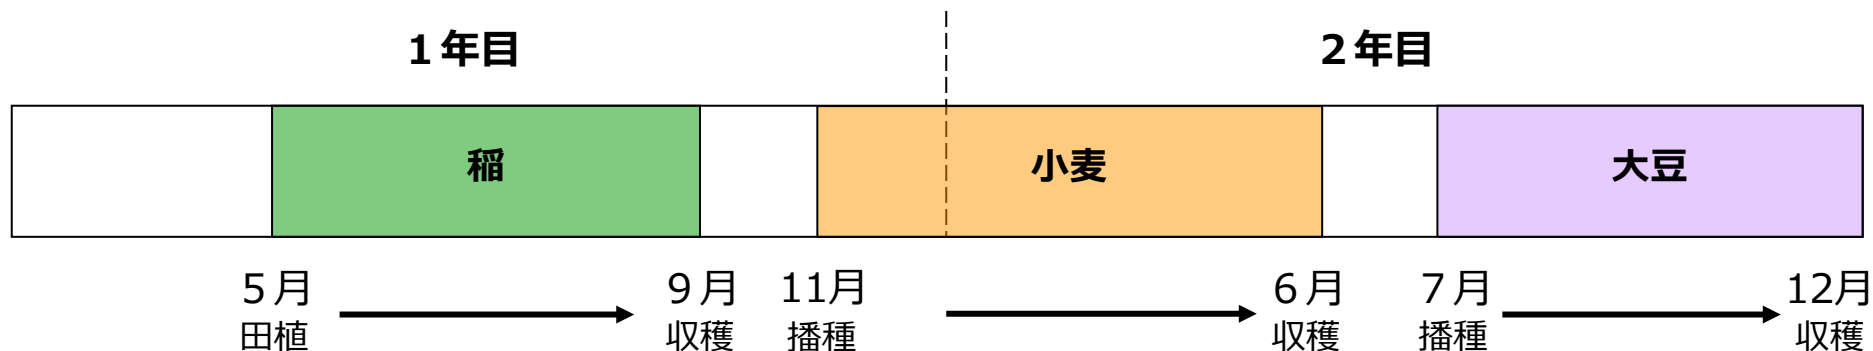 １年目
２年目
稲
小麦
大豆
５月
田植
９月
収穫
11月
播種
６月
収穫
７月
播種
12月
収穫